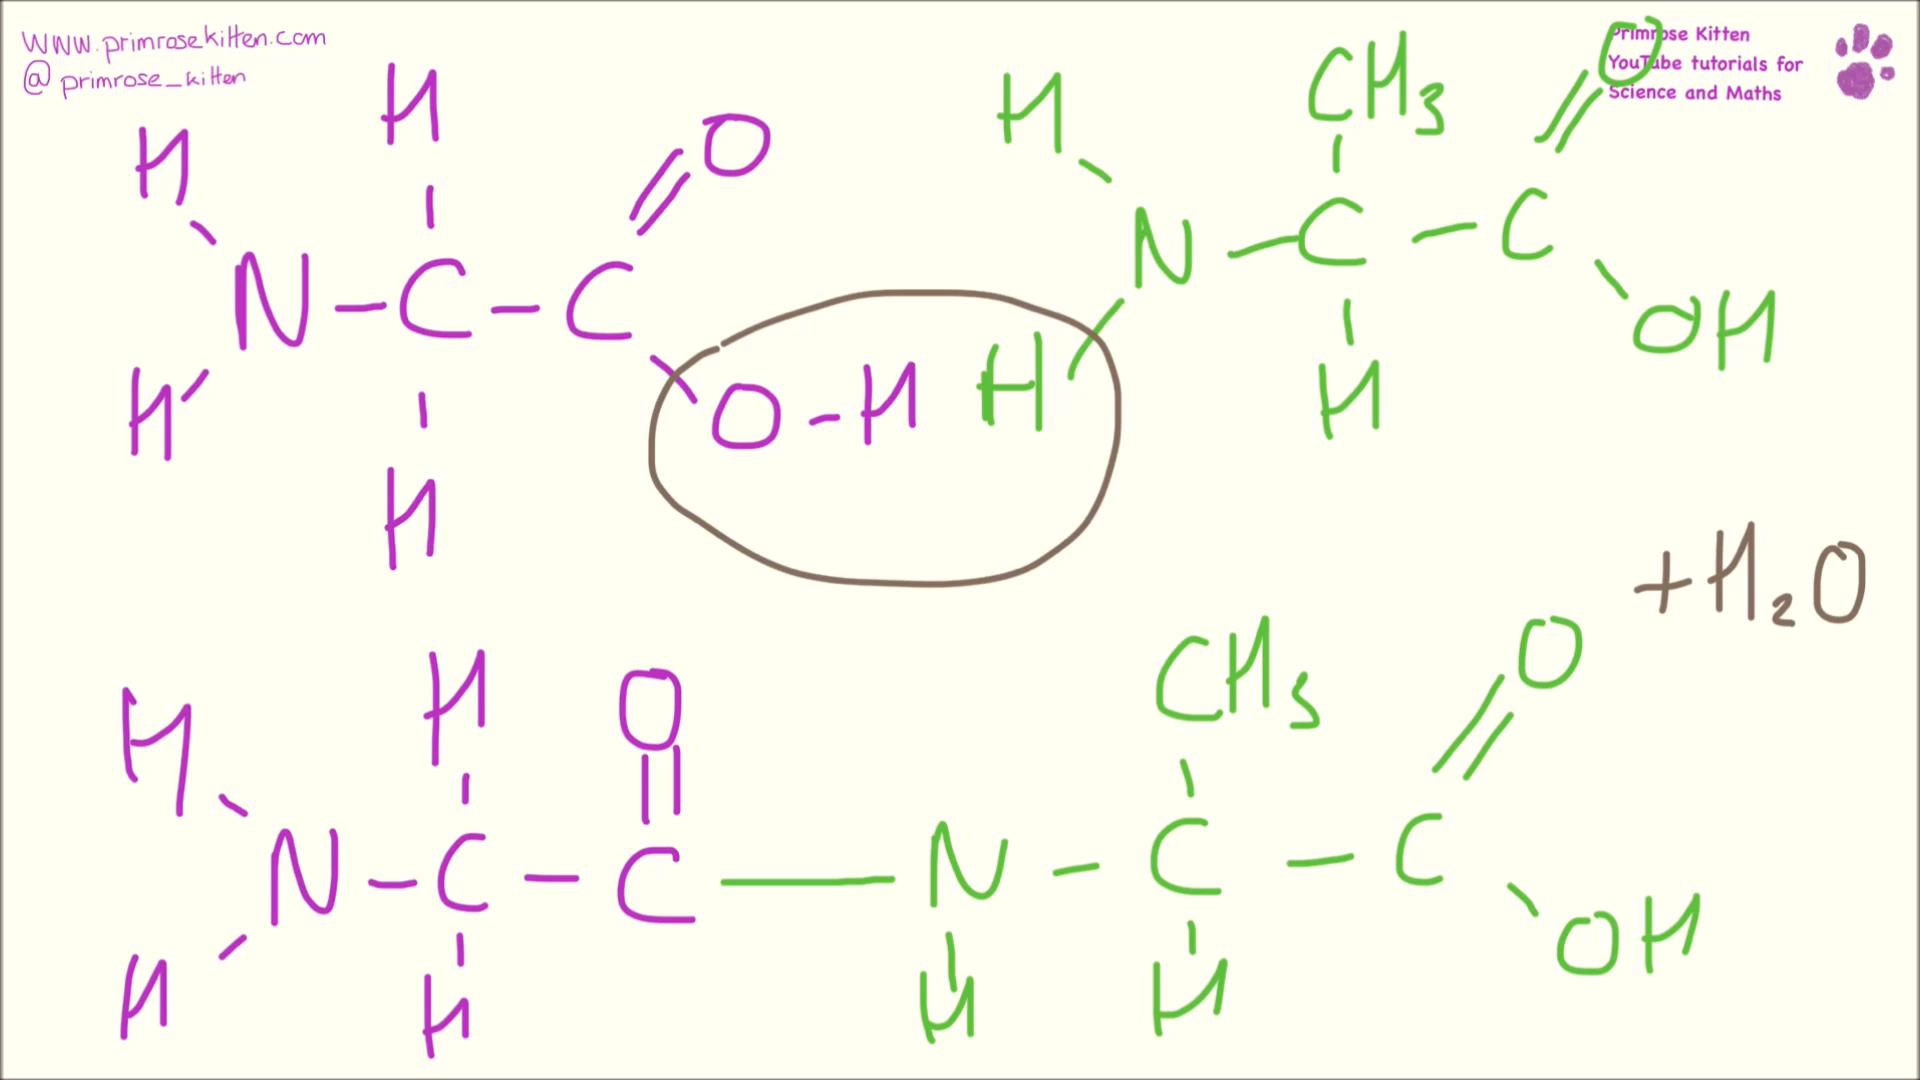 www.primrosekitten.com
@primrose_kitten
Primrose Kitten
YouTube tutorials for
Science and Maths
H
H
O
H
N - C - C
H
O - H
H
H
CH3
O
N - C - C
H
OH
H
+ H2O
H
H
O
CH3
O
N - C - C - N - C - C
H
H
H
H
OH